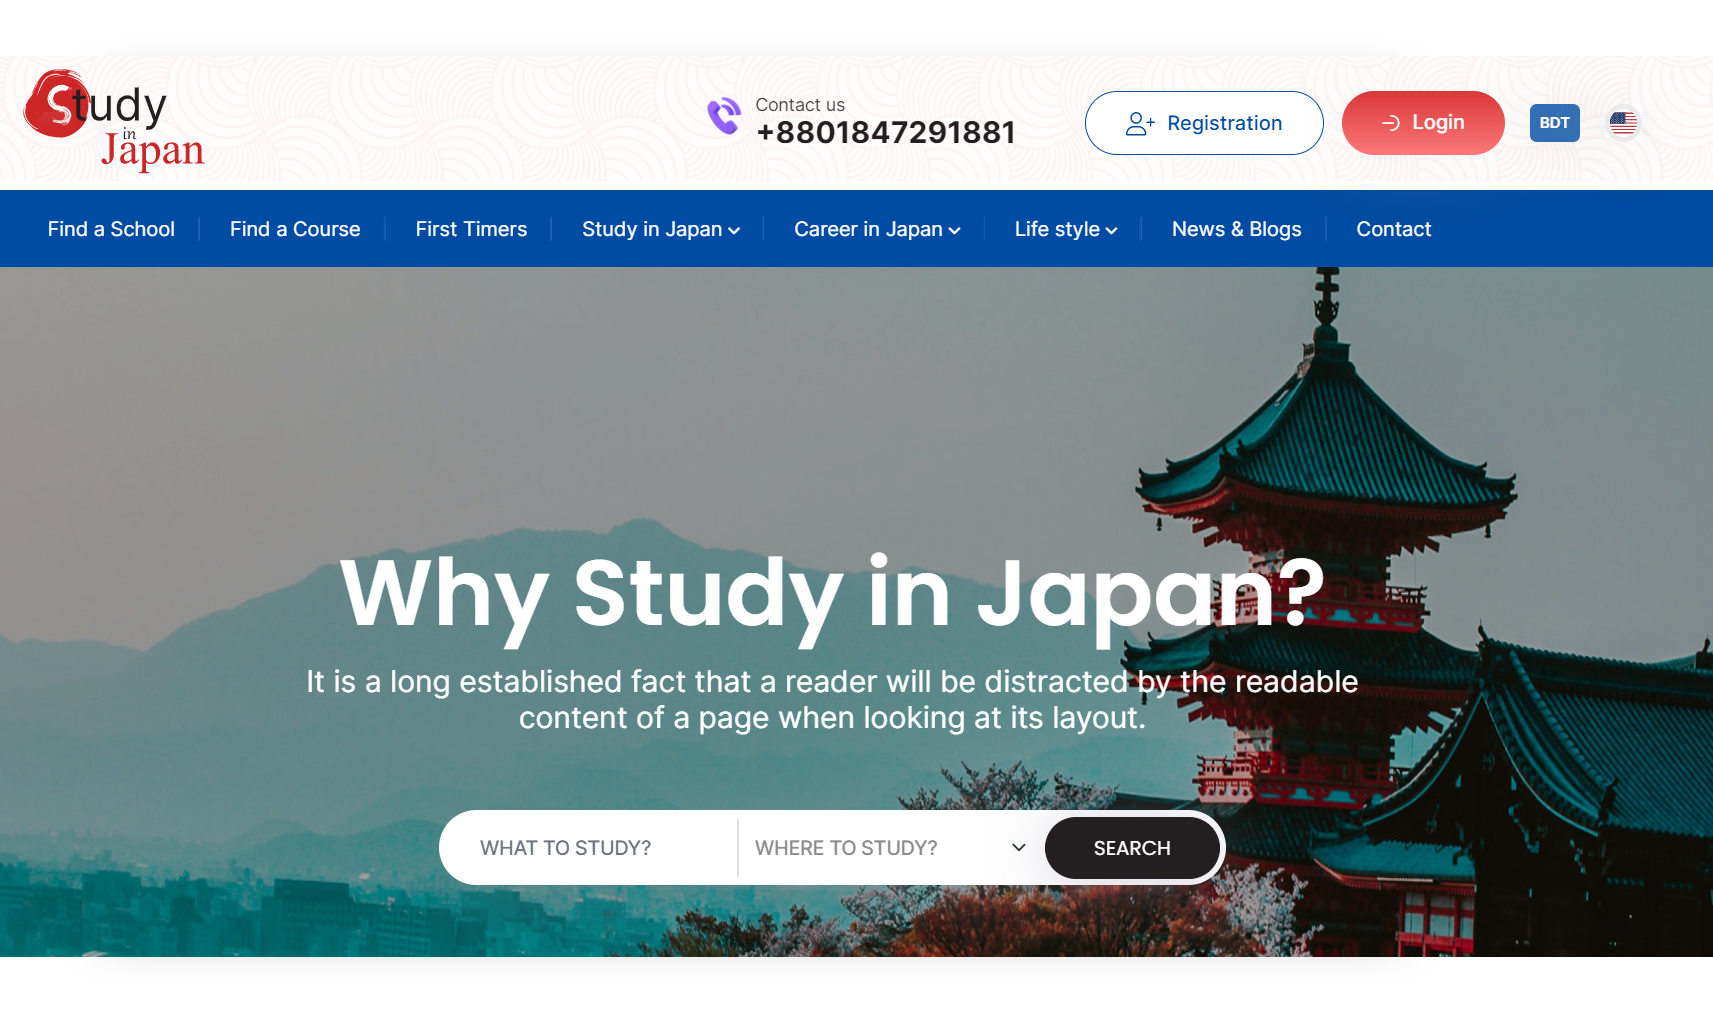 Study
in
Japan
Contact us
+8801847291881
Registration
Login
BDT
Find a School
Find a Course
First Timers
Study in Japan
Career in Japan
Life style
News & Blogs
Contact
Why Study in Japan?
It is a long established fact that a reader will be distracted by the readable
content of a page when looking at its layout.
WHAT TO STUDY?
WHERE TO STUDY?
SEARCH